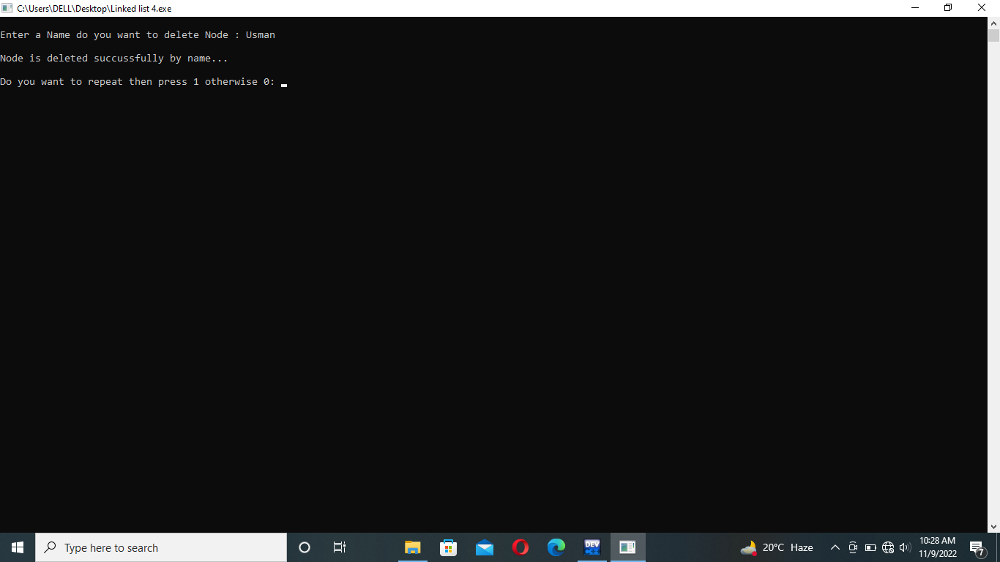 C:\Users\DELL\Desktop\Linked list 4.exe
Enter a Name do you want to delete Node : Usman
Node is deleted succussfully by name...
Do you want to repeat then press 1 otherwise 0:
Type here to search
DEV
C++
20°C Haze
10:28 AM
11/9/2022
7